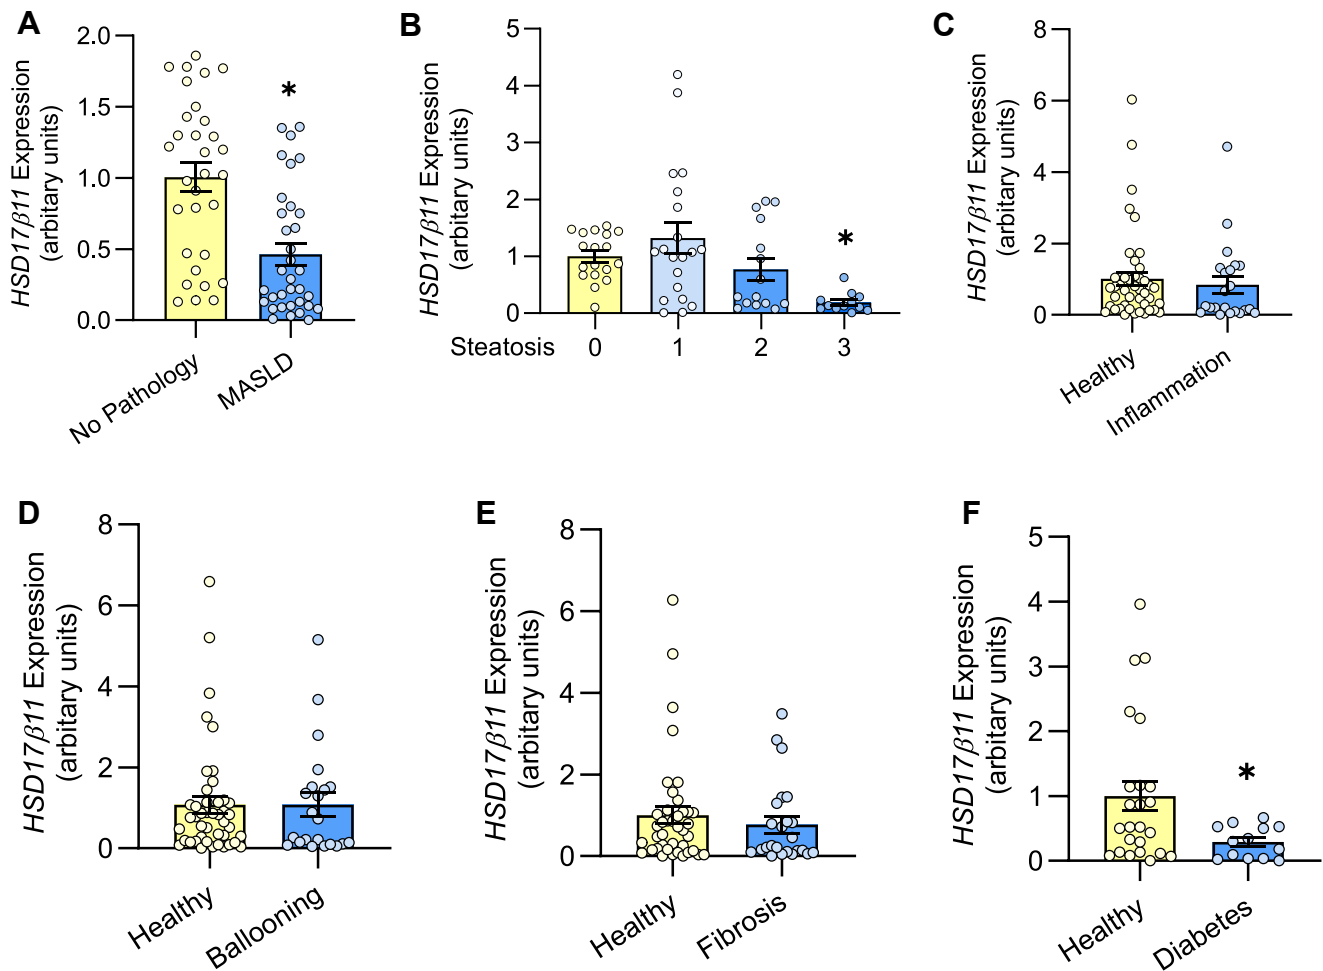 A
HSD17β11 Expression
(arbitary units)
2.0
1.5
1.0
0.5
0.0
*
No Pathology
MASLD
B
HSD17β11 Expression
(arbitary units)
5
4
3
2
1
0
*
Steatosis 0 1 2 3
C
HSD17β11 Expression
(arbitary units)
8
6
4
2
0
Healthy
Inflammation
D
HSD17β11 Expression
(arbitary units)
8
6
4
2
0
Healthy
Ballooning
E
HSD17β11 Expression
(arbitary units)
8
6
4
2
0
Healthy
Fibrosis
F
HSD17β11 Expression
(arbitary units)
5
4
3
2
1
0
*
Healthy
Diabetes